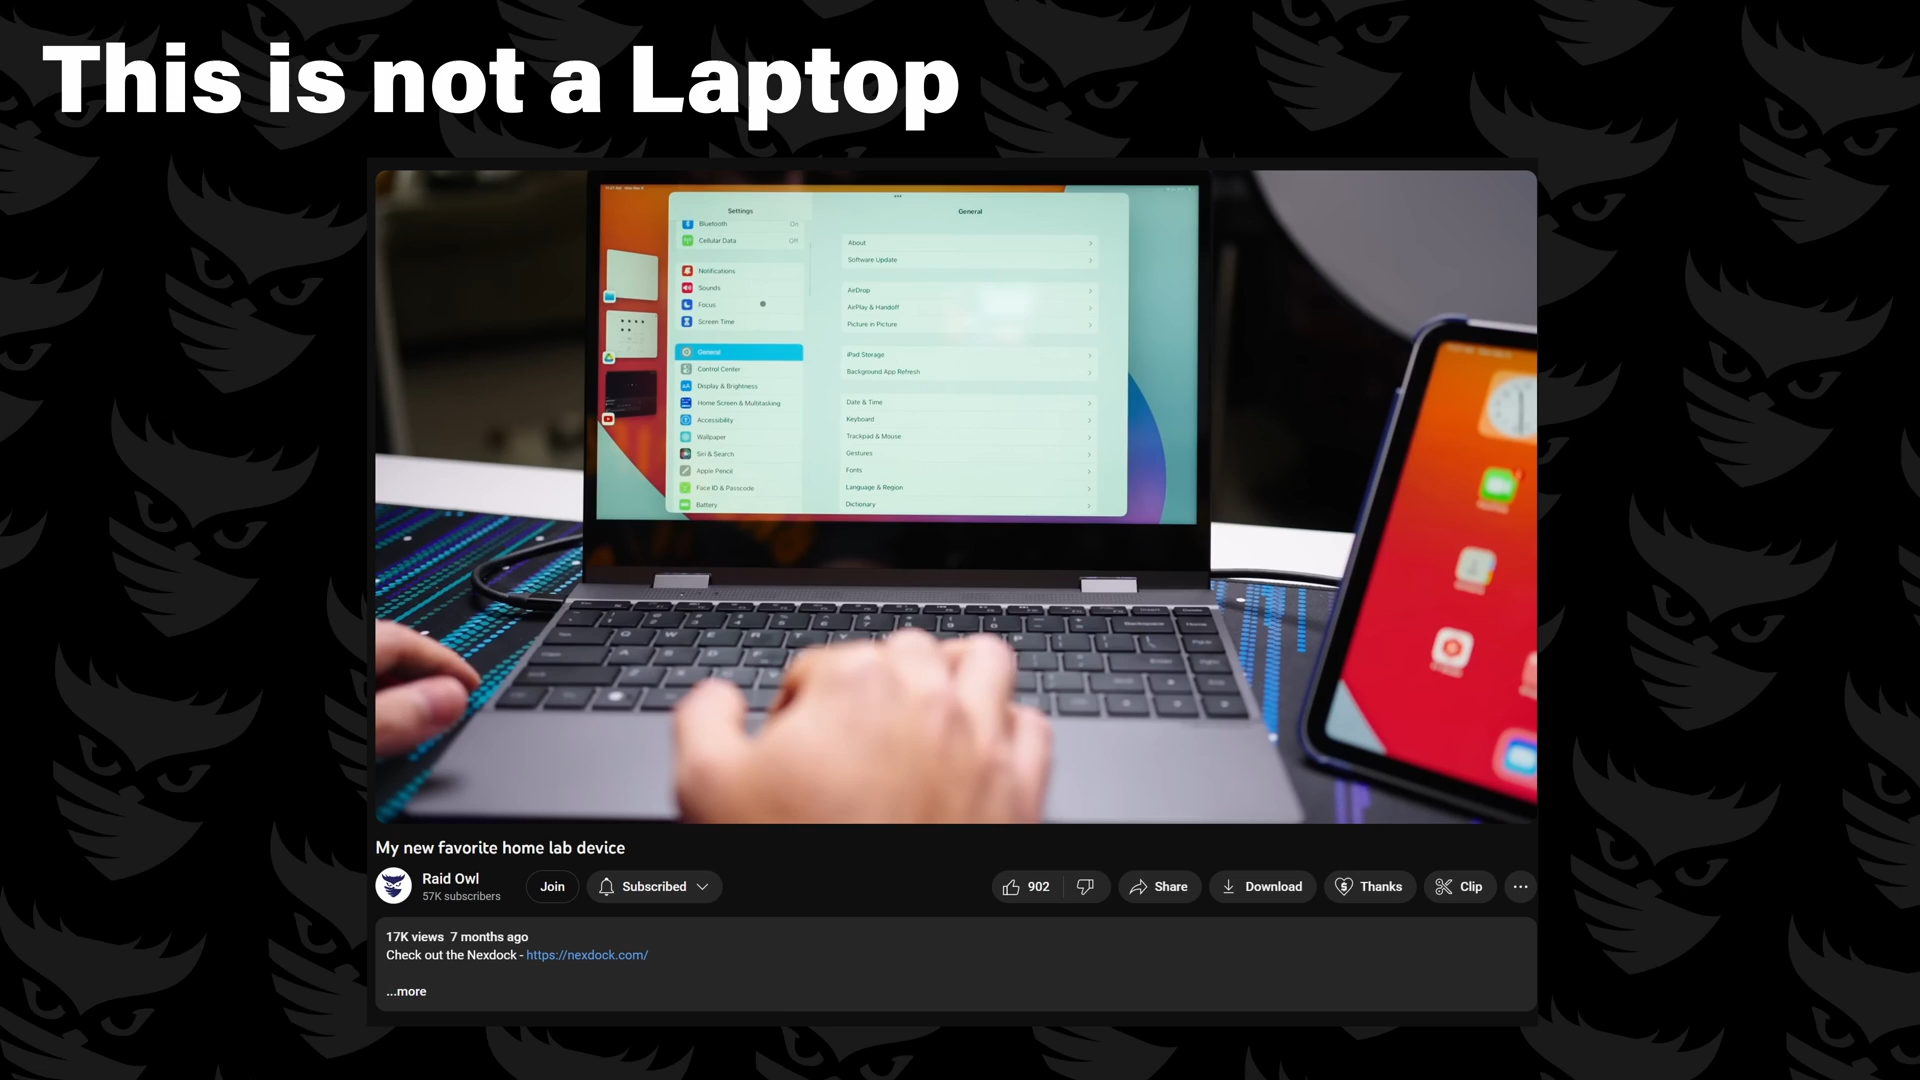 This is not a Laptop
Settings
General
Bluetooth On
Cellular Data Off
Notifications
Sounds
Focus
Screen Time
General
Control Center
Display & Brightness
Home Screen & Multitasking
Accessibility
Wallpaper
Siri & Search
Apple Pencil
Face ID & Passcode
Battery
About
Software Update
AirDrop
AirPlay & Handoff
Picture in Picture
iPad Storage
Background App Refresh
Date & Time
Keyboard
Trackpad & Mouse
Gestures
Fonts
Language & Region
Dictionary
Backspace
Home
My new favorite home lab device
Raid Owl
57K subscribers
Join
Subscribed
902
Share
Download
Thanks
Clip
17K views 7 months ago
Check out the Nexdock - https://nexdock.com/
...more